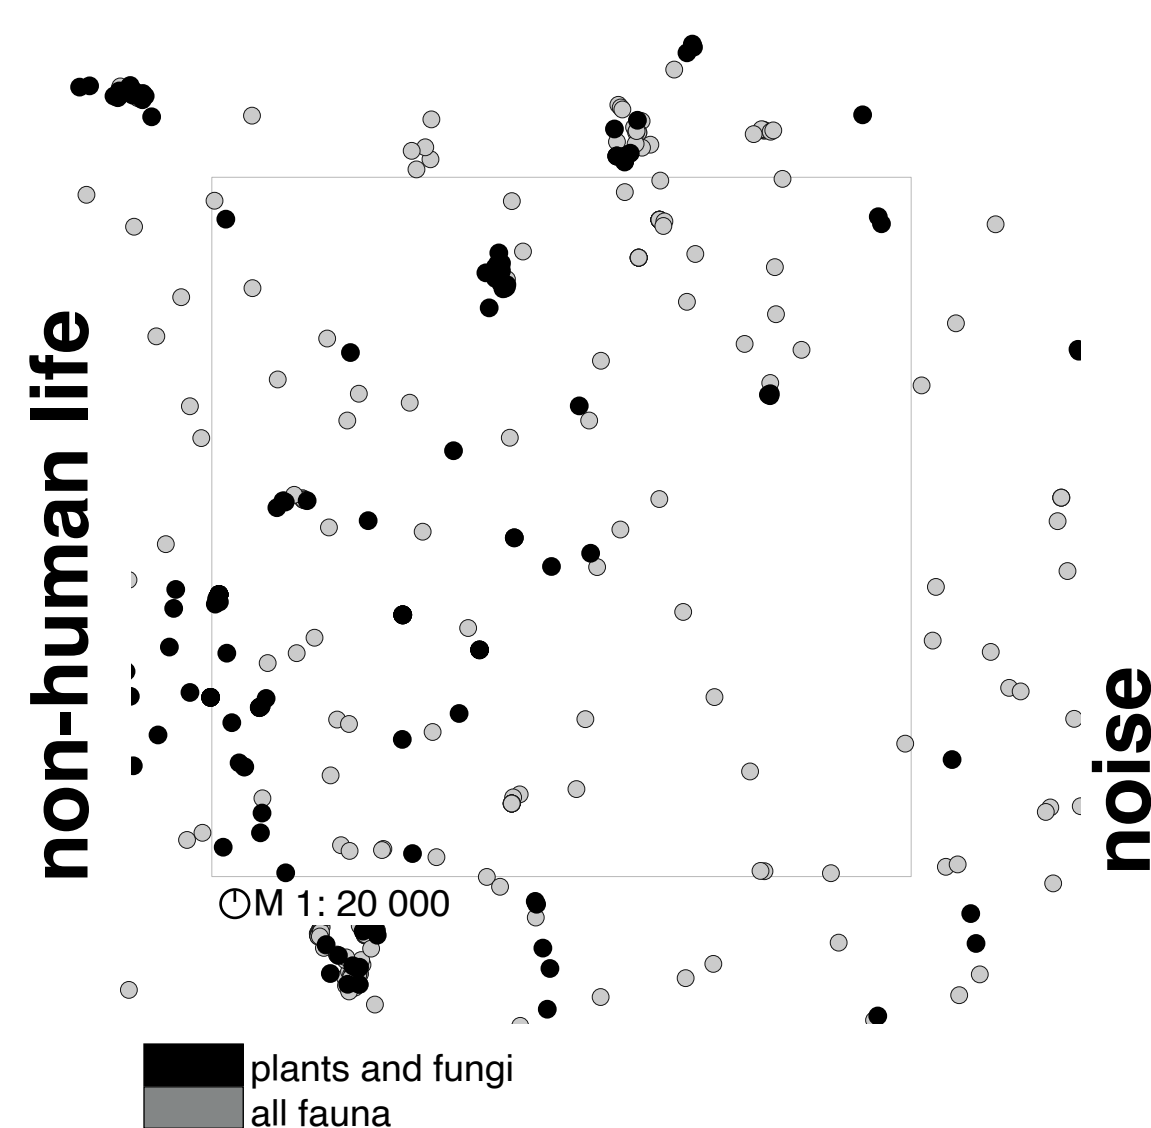 non-human life
noise
M 1: 20 000
plants and fungi
all fauna